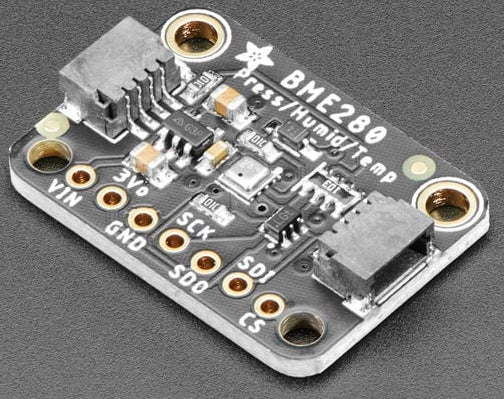 BME280
Press/Humid/Temp
VIN
3Vo
GND
SCK
SDO
SDI
CS